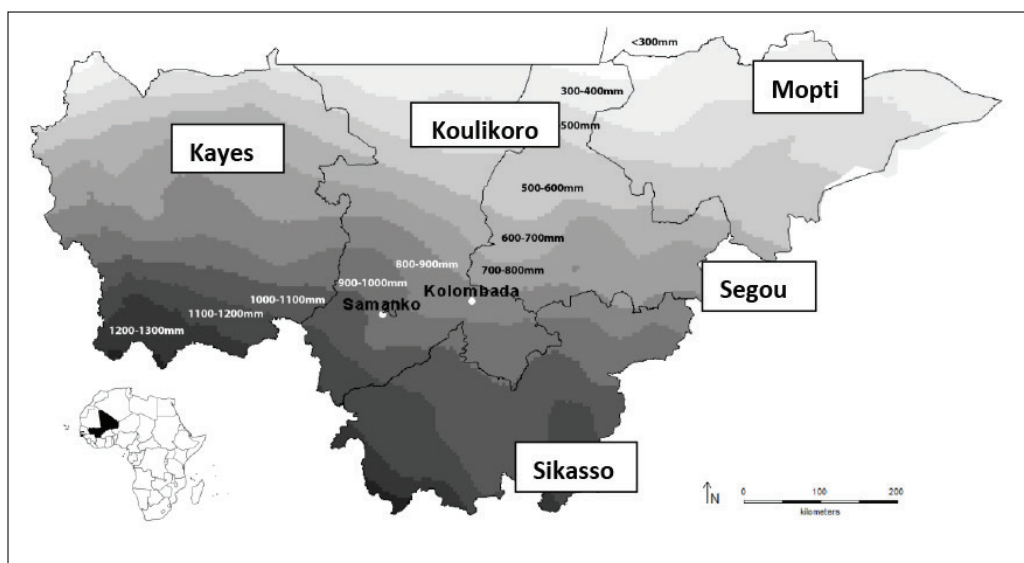 <300mm
Mopti
300-400mm
Koulikoro
500mm
Kayes
500-600mm
600-700mm
800-900mm
700-800mm
900-1000mm
Kolombada
Segou
1000-1100mm
Samanko
1100-1200mm
1200-1300mm
Sikasso
N
0 100 200
kilometers